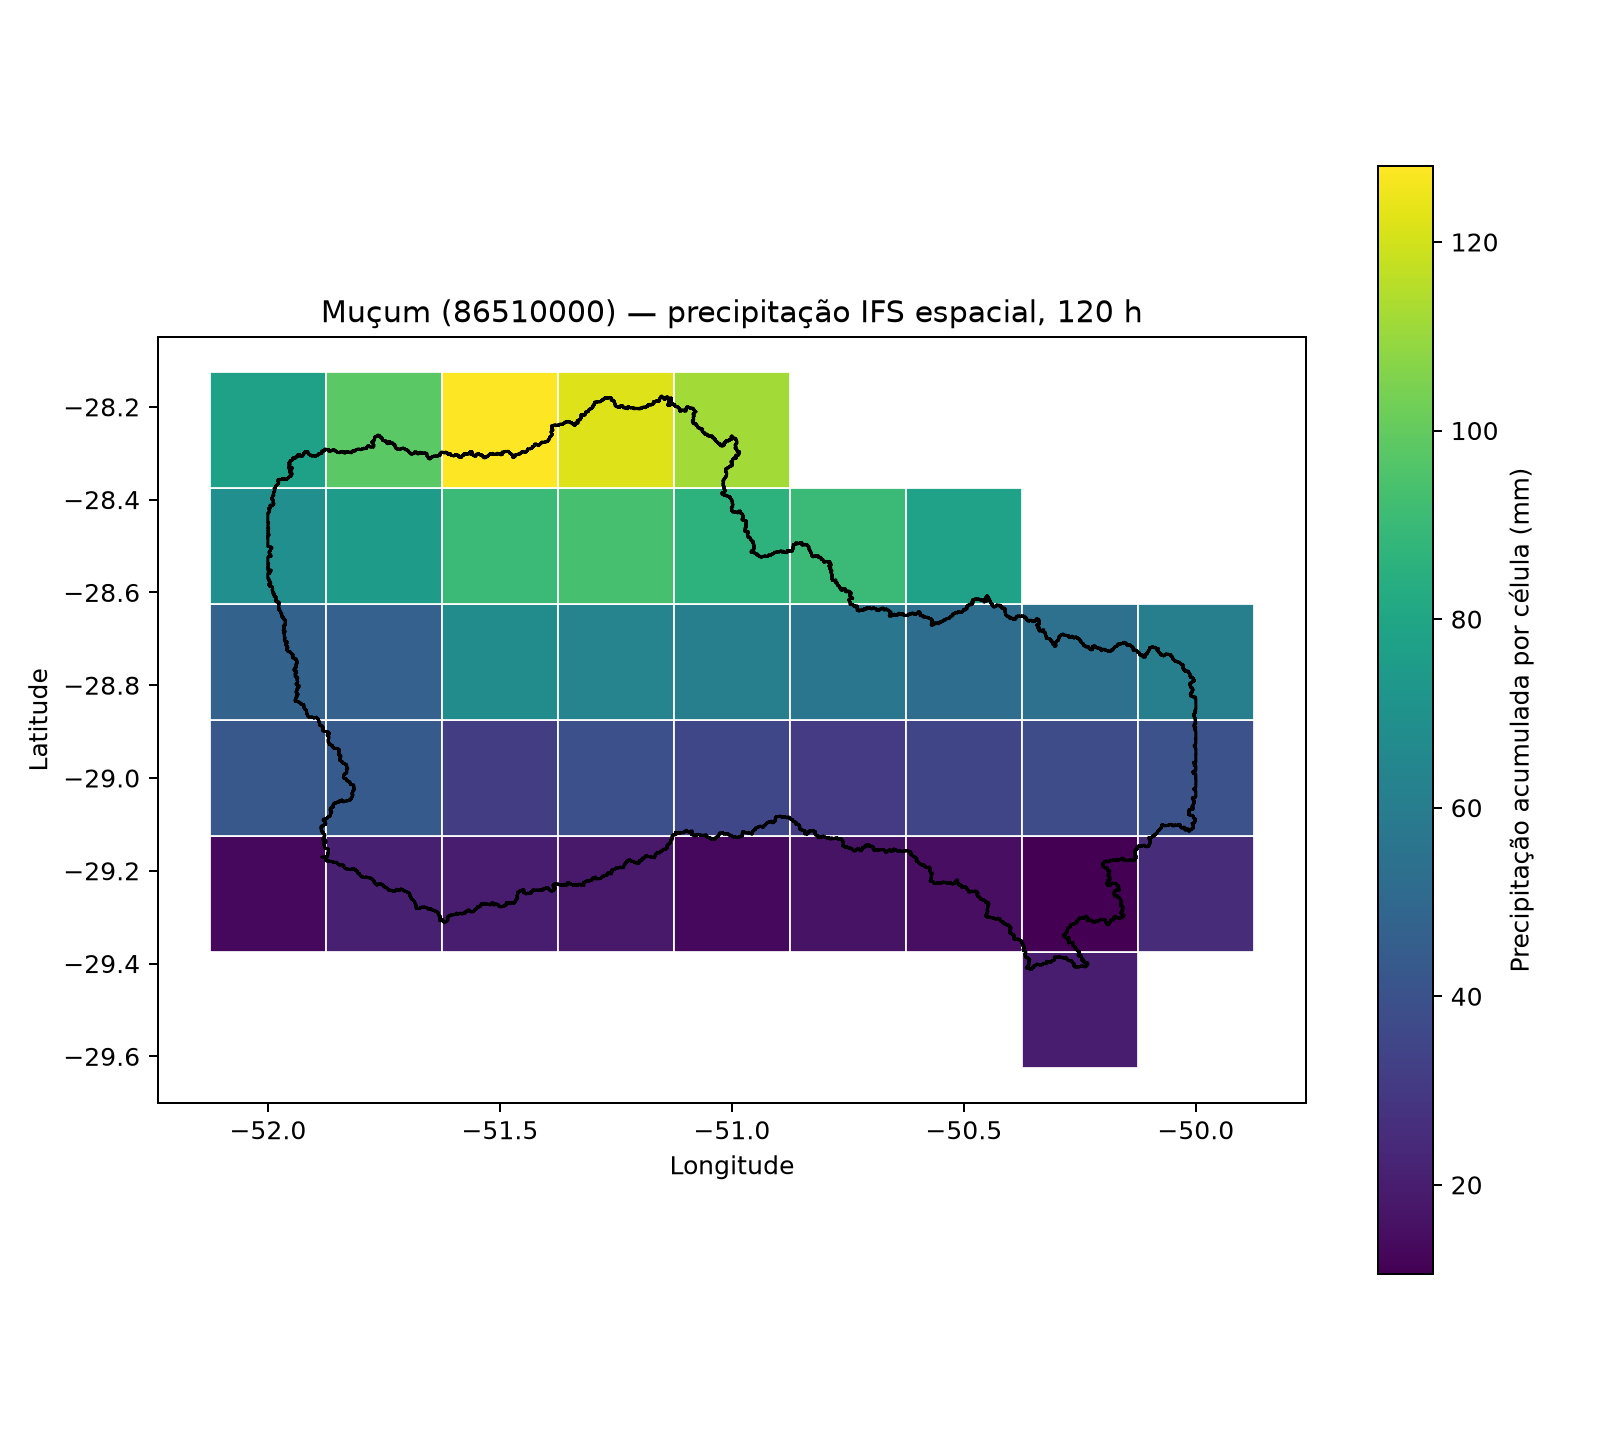 Muçum (86510000) — precipitação IFS espacial, 120 h
−28.2
−28.4
−28.6
−28.8
−29.0
−29.2
−29.4
−29.6
Latitude
−52.0 −51.5 −51.0 −50.5 −50.0
Longitude
120
100
80
60
40
20
Precipitação acumulada por célula (mm)